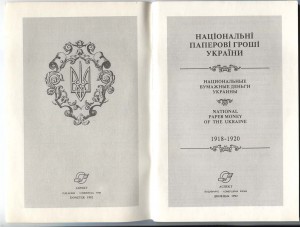 НАЦІОНАЛЬНІ
ПАПЕРОВІ ГРОШІ
УКРАЇНИ
НАЦИОНАЛЬНЫЕ
БУМАЖНЫЕ ДЕНЬГИ
УКРАИНЫ
NATIONAL
PAPER MONEY
OF THE UKRAINE
1918-1920